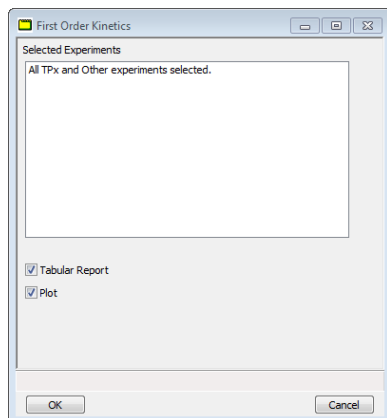 First Order Kinetics
Selected Experiments
All TPx and Other experiments selected.
Tabular Report
Plot
OK
Cancel